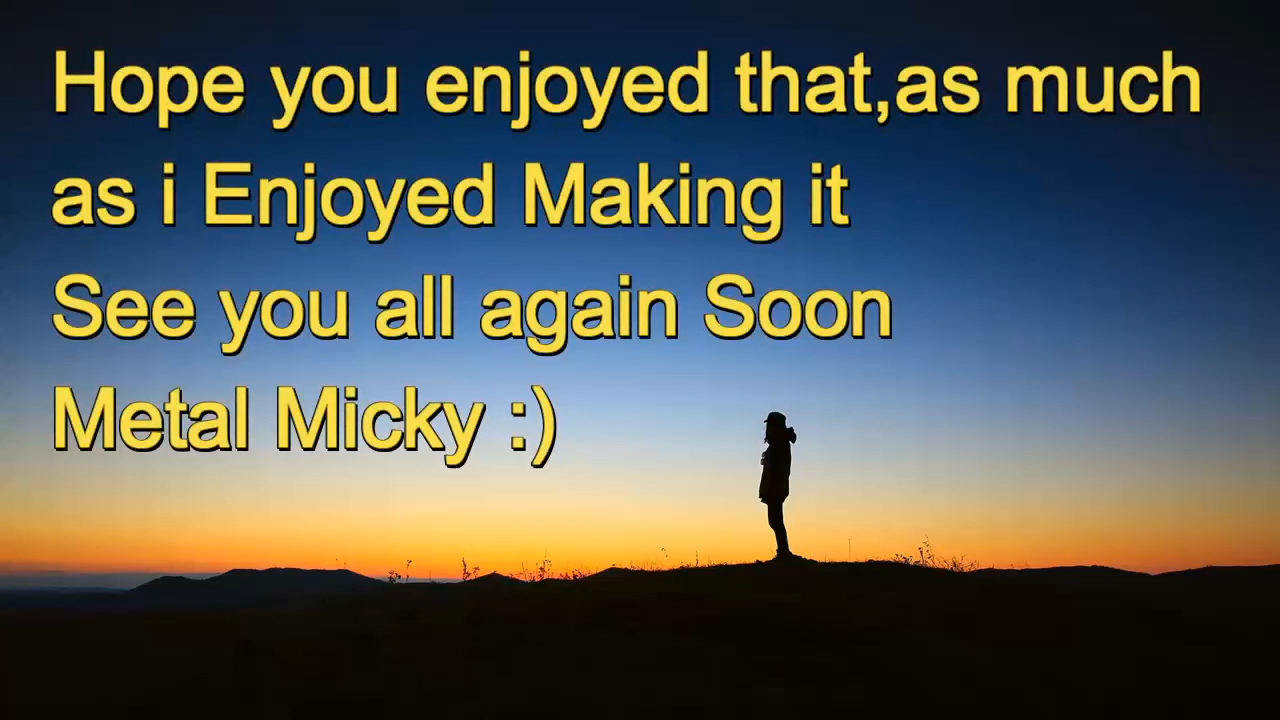 Hope you enjoyed that,as much
as i Enjoyed Making it
See you all again Soon
Metal Micky :)